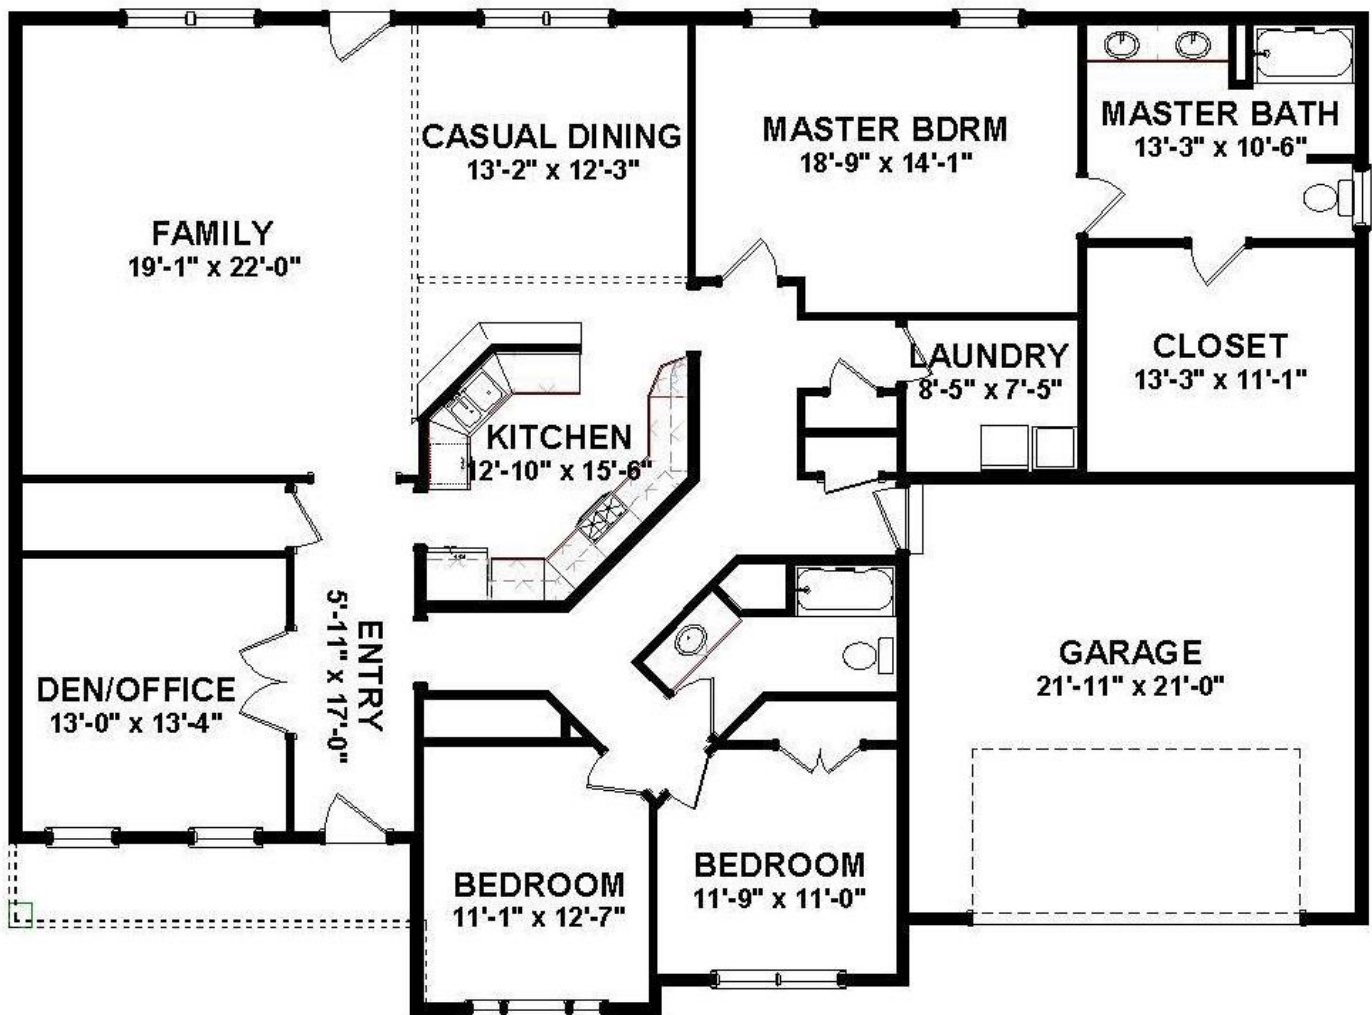 FAMILY
19'-1" x 22'-0"
CASUAL DINING
13'-2" x 12'-3"
MASTER BDRM
18'-9" x 14'-1"
MASTER BATH
13'-3" x 10'-6"
LAUNDRY
8'-5" x 7'-5"
CLOSET
13'-3" x 11'-1"
KITCHEN
12'-10" x 15'-6"
DEN/OFFICE
13'-0" x 13'-4"
ENTRY
5'-11" x 17'-0"
GARAGE
21'-11" x 21'-0"
BEDROOM
11'-1" x 12'-7"
BEDROOM
11'-9" x 11'-0"